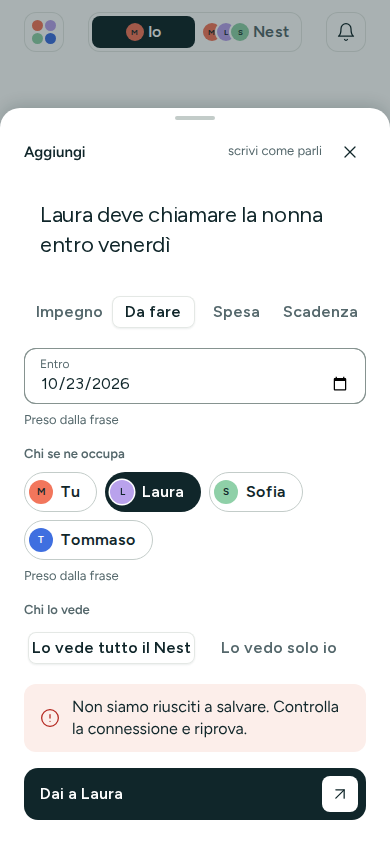 M Io
M L S Nest
Aggiungi
scrivi come parli
Laura deve chiamare la nonna
entro venerdì
Impegno
Da fare
Spesa
Scadenza
Entro
10/23/2026
Preso dalla frase
Chi se ne occupa
M Tu
L Laura
S Sofia
T Tommaso
Preso dalla frase
Chi lo vede
Lo vede tutto il Nest
Lo vedo solo io
Non siamo riusciti a salvare. Controlla
la connessione e riprova.
Dai a Laura